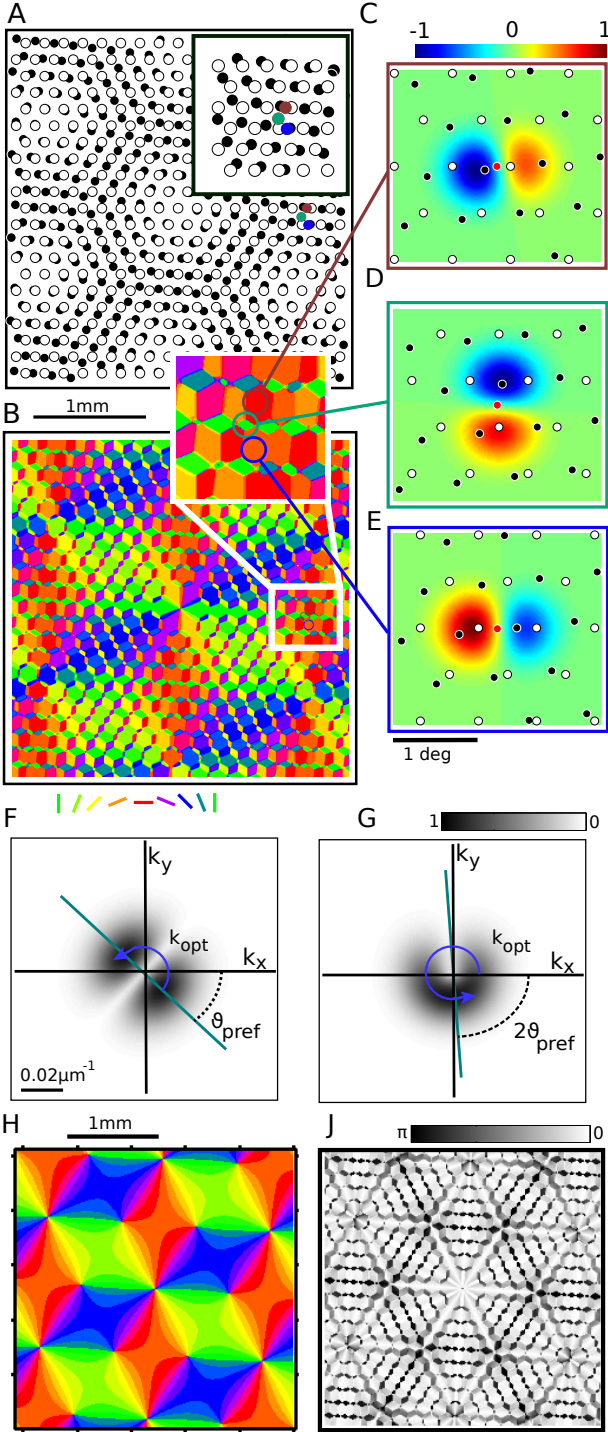 A
C
-1 0 1
D
B
1mm
E
1 deg
F
G
1 0
k_y
k_opt
k_x
ϑ_pref
0.02µm⁻¹
k_y
k_opt
k_x
2ϑ_pref
H
1mm
J
π 0